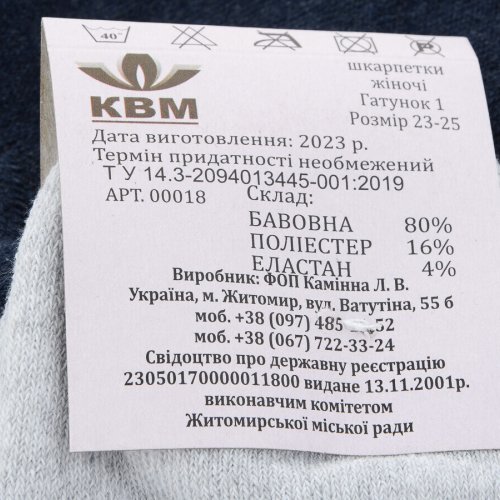 40°
шкарпетки
жіночі
Гатунок 1
Розмір 23-25
КВМ
Дата виготовлення: 2023 р.
Термін придатності необмежений
Т У 14.3-2094013445-001:2019
АРТ. 00018
Склад:
БАВОВНА 80%
ПОЛІЕСТЕР 16%
ЕЛАСТАН 4%
Виробник: ФОП Камінна Л. В.
Україна, м. Житомир, вул. Ватутіна, 55 б
моб. +38 (097) 485 52
моб. +38 (067) 722-33-24
Свідоцтво про державну реєстрацію
23050170000011800 видане 13.11.2001р.
виконавчим комітетом
Житомирської міської ради